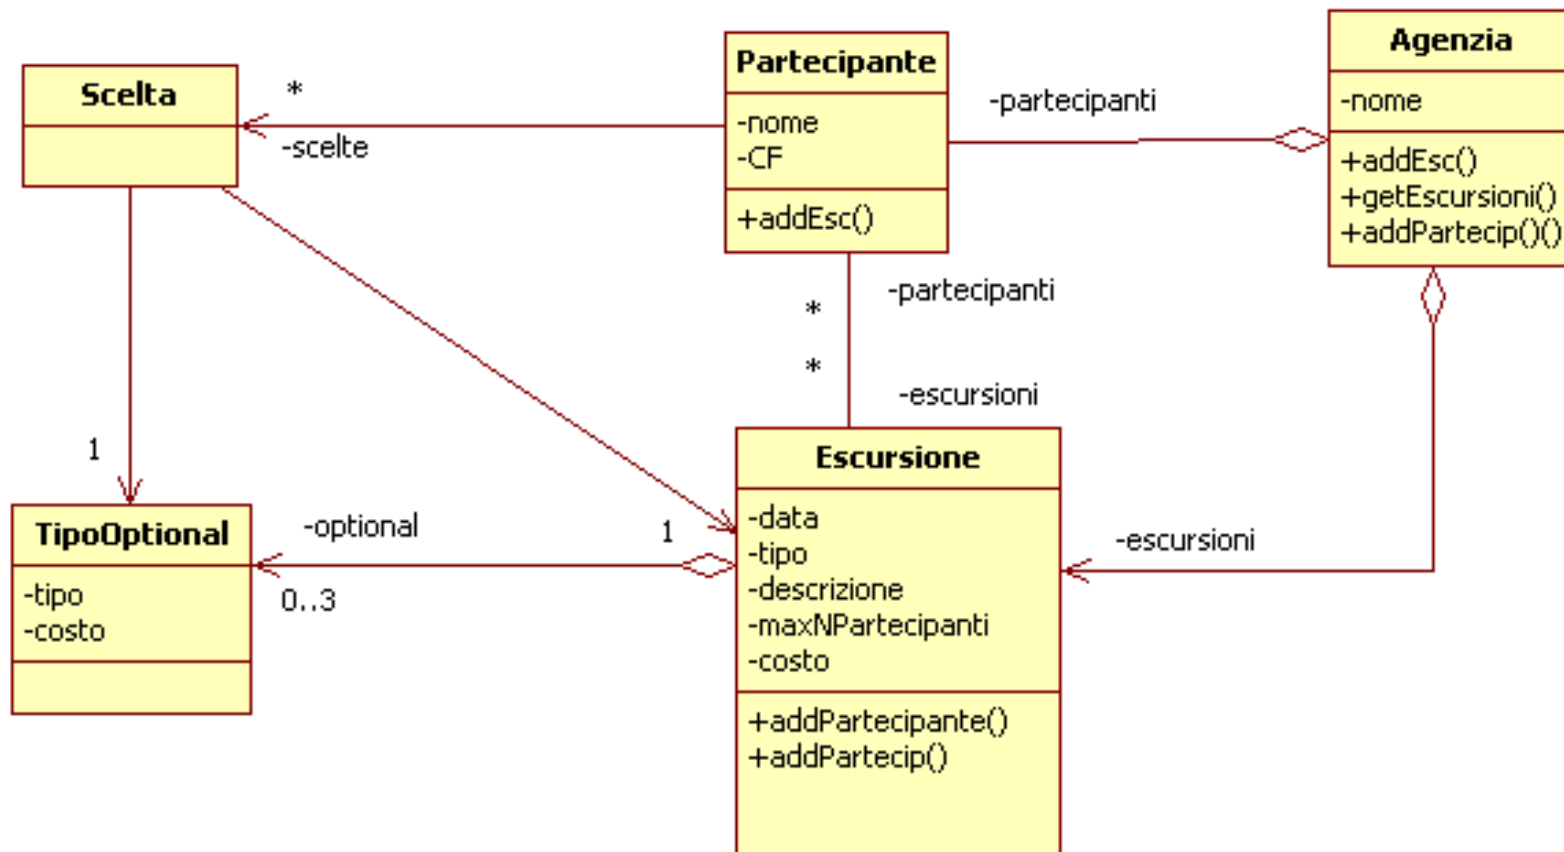 Scelta
*
-scelte
Partecipante
-nome
-CF
+addEsc()
-partecipanti
Agenzia
-nome
+addEsc()
+getEscursioni()
+addPartecip()()
-partecipanti
*
*
-escursioni
1
TipoOptional
-tipo
-costo
-optional
0..3
1
Escursione
-data
-tipo
-descrizione
-maxNPartecipanti
-costo
+addPartecipante()
+addPartecip()
-escursioni